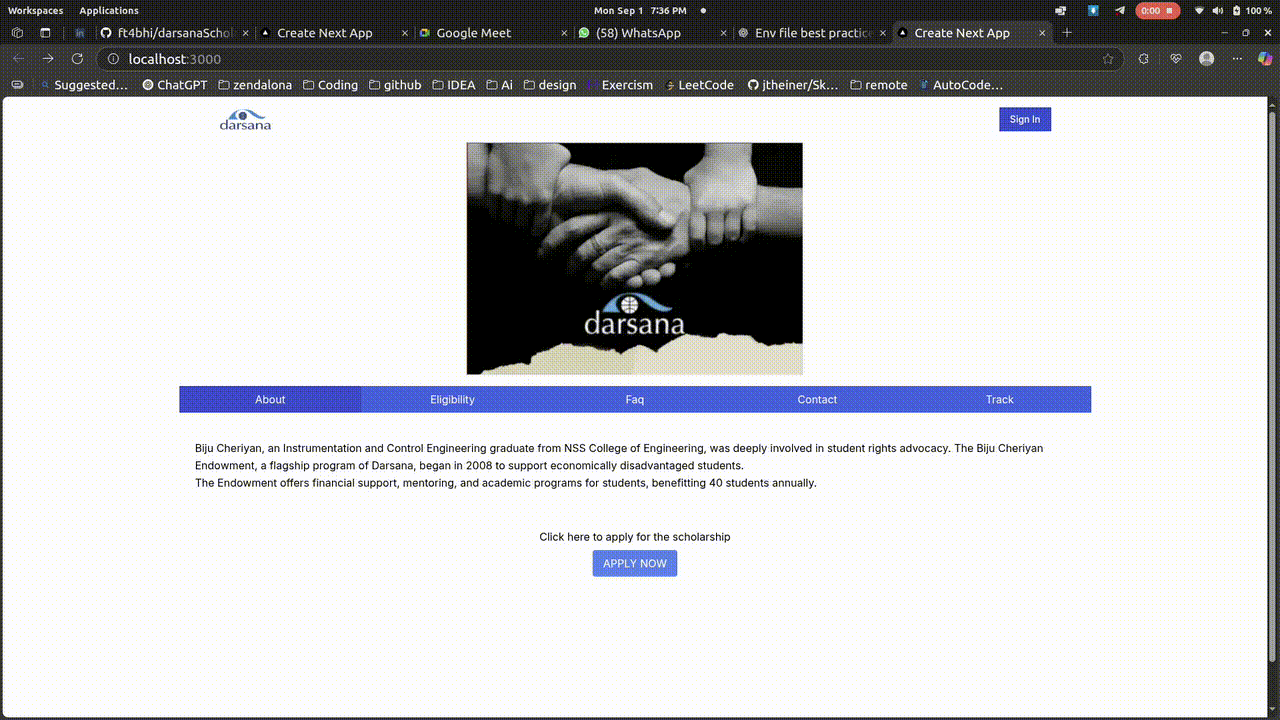 Workspaces Applications Mon Sep 1 7:36 PM 0:00 100 %
ft4bhi/darsanaSchol Create Next App Google Meet (58) WhatsApp Env file best practice Create Next App
localhost:3000
Suggested... ChatGPT zendalona Coding github IDEA Ai design Exercism LeetCode jtheiner/Sk... remote AutoCode...
darsana Sign In
darsana
About Eligibility Faq Contact Track
Biju Cheriyan, an Instrumentation and Control Engineering graduate from NSS College of Engineering, was deeply involved in student rights advocacy. The Biju Cheriyan
Endowment, a flagship program of Darsana, began in 2008 to support economically disadvantaged students.
The Endowment offers financial support, mentoring, and academic programs for students, benefitting 40 students annually.
Click here to apply for the scholarship
APPLY NOW